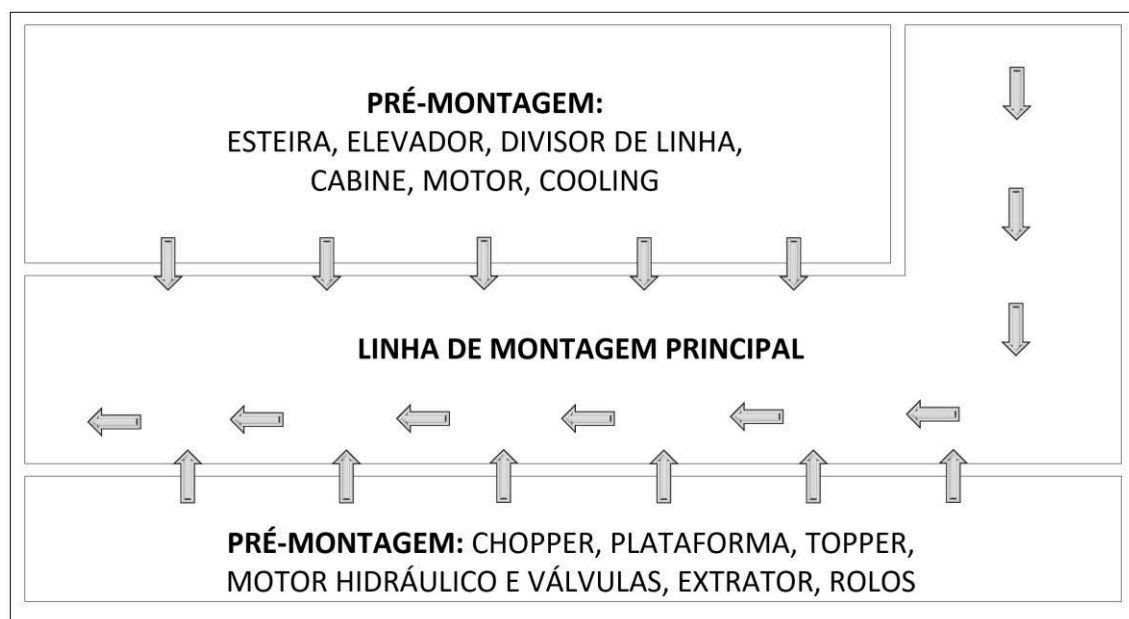 PRÉ-MONTAGEM:
ESTEIRA, ELEVADOR, DIVISOR DE LINHA,
CABINE, MOTOR, COOLING
LINHA DE MONTAGEM PRINCIPAL
PRÉ-MONTAGEM: CHOPPER, PLATAFORMA, TOPPER,
MOTOR HIDRÁULICO E VÁLVULAS, EXTRATOR, ROLOS